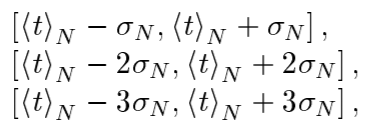 [⟨t⟩_N − σ_N, ⟨t⟩_N + σ_N] ,
[⟨t⟩_N − 2σ_N, ⟨t⟩_N + 2σ_N] ,
[⟨t⟩_N − 3σ_N, ⟨t⟩_N + 3σ_N] ,